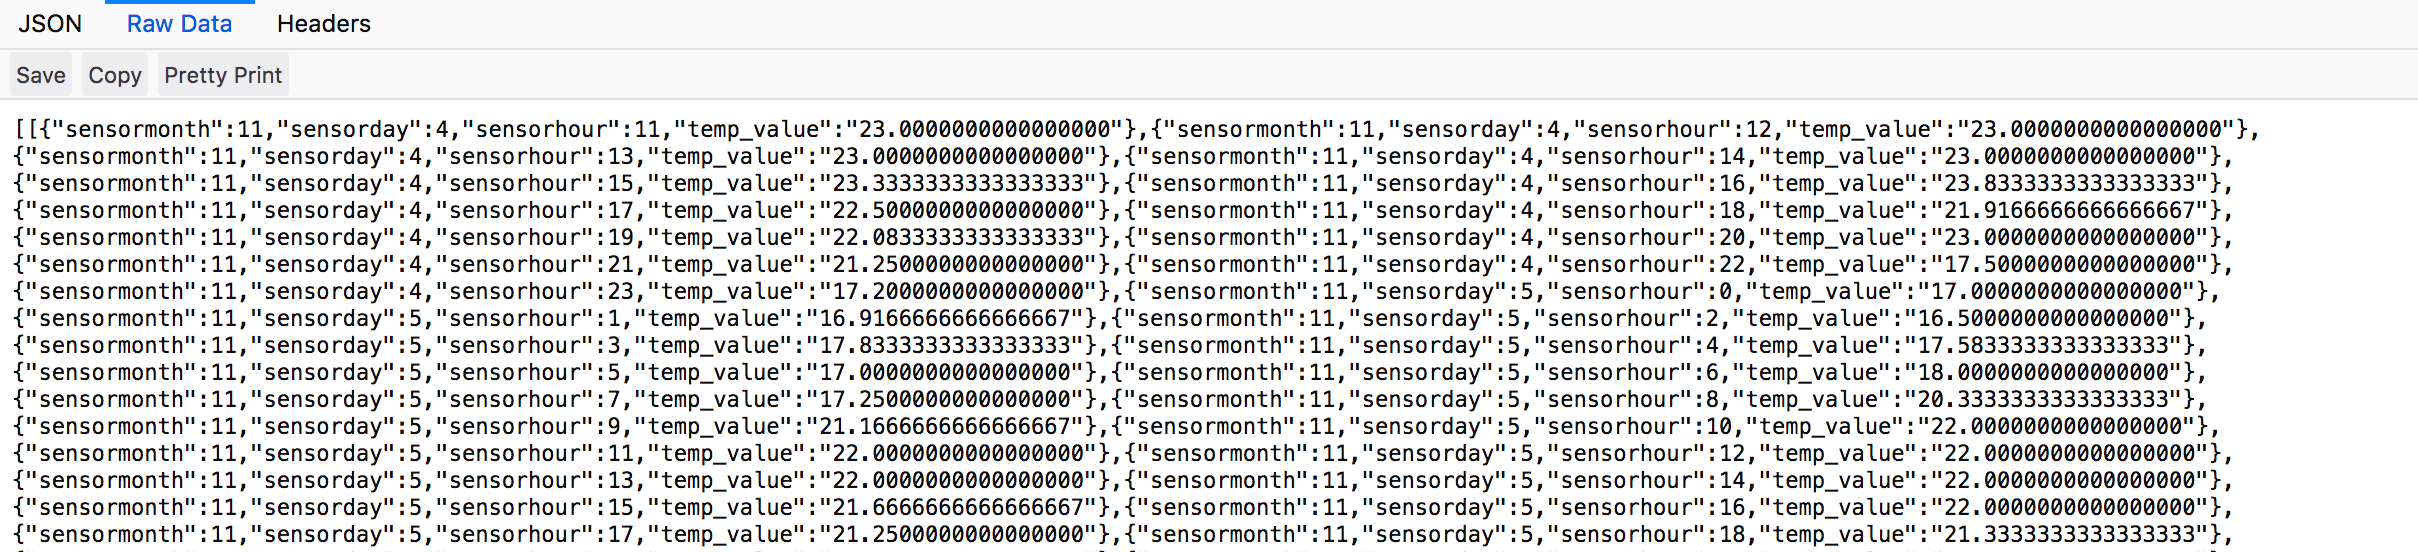 JSON Raw Data Headers
Save Copy Pretty Print
[[{"sensormonth":11,"sensorday":4,"sensorhour":11,"temp_value":"23.0000000000000000"},{"sensormonth":11,"sensorday":4,"sensorhour":12,"temp_value":"23.0000000000000000"},
{"sensormonth":11,"sensorday":4,"sensorhour":13,"temp_value":"23.0000000000000000"},{"sensormonth":11,"sensorday":4,"sensorhour":14,"temp_value":"23.0000000000000000"},
{"sensormonth":11,"sensorday":4,"sensorhour":15,"temp_value":"23.3333333333333333"},{"sensormonth":11,"sensorday":4,"sensorhour":16,"temp_value":"23.8333333333333333"},
{"sensormonth":11,"sensorday":4,"sensorhour":17,"temp_value":"22.5000000000000000"},{"sensormonth":11,"sensorday":4,"sensorhour":18,"temp_value":"21.9166666666666667"},
{"sensormonth":11,"sensorday":4,"sensorhour":19,"temp_value":"22.0833333333333333"},{"sensormonth":11,"sensorday":4,"sensorhour":20,"temp_value":"23.0000000000000000"},
{"sensormonth":11,"sensorday":4,"sensorhour":21,"temp_value":"21.2500000000000000"},{"sensormonth":11,"sensorday":4,"sensorhour":22,"temp_value":"17.5000000000000000"},
{"sensormonth":11,"sensorday":4,"sensorhour":23,"temp_value":"17.2000000000000000"},{"sensormonth":11,"sensorday":5,"sensorhour":0,"temp_value":"17.0000000000000000"},
{"sensormonth":11,"sensorday":5,"sensorhour":1,"temp_value":"16.9166666666666667"},{"sensormonth":11,"sensorday":5,"sensorhour":2,"temp_value":"16.5000000000000000"},
{"sensormonth":11,"sensorday":5,"sensorhour":3,"temp_value":"17.8333333333333333"},{"sensormonth":11,"sensorday":5,"sensorhour":4,"temp_value":"17.5833333333333333"},
{"sensormonth":11,"sensorday":5,"sensorhour":5,"temp_value":"17.0000000000000000"},{"sensormonth":11,"sensorday":5,"sensorhour":6,"temp_value":"18.0000000000000000"},
{"sensormonth":11,"sensorday":5,"sensorhour":7,"temp_value":"17.2500000000000000"},{"sensormonth":11,"sensorday":5,"sensorhour":8,"temp_value":"20.3333333333333333"},
{"sensormonth":11,"sensorday":5,"sensorhour":9,"temp_value":"21.1666666666666667"},{"sensormonth":11,"sensorday":5,"sensorhour":10,"temp_value":"22.0000000000000000"},
{"sensormonth":11,"sensorday":5,"sensorhour":11,"temp_value":"22.0000000000000000"},{"sensormonth":11,"sensorday":5,"sensorhour":12,"temp_value":"22.0000000000000000"},
{"sensormonth":11,"sensorday":5,"sensorhour":13,"temp_value":"22.0000000000000000"},{"sensormonth":11,"sensorday":5,"sensorhour":14,"temp_value":"22.0000000000000000"},
{"sensormonth":11,"sensorday":5,"sensorhour":15,"temp_value":"21.6666666666666667"},{"sensormonth":11,"sensorday":5,"sensorhour":16,"temp_value":"22.0000000000000000"},
{"sensormonth":11,"sensorday":5,"sensorhour":17,"temp_value":"21.2500000000000000"},{"sensormonth":11,"sensorday":5,"sensorhour":18,"temp_value":"21.3333333333333333"},